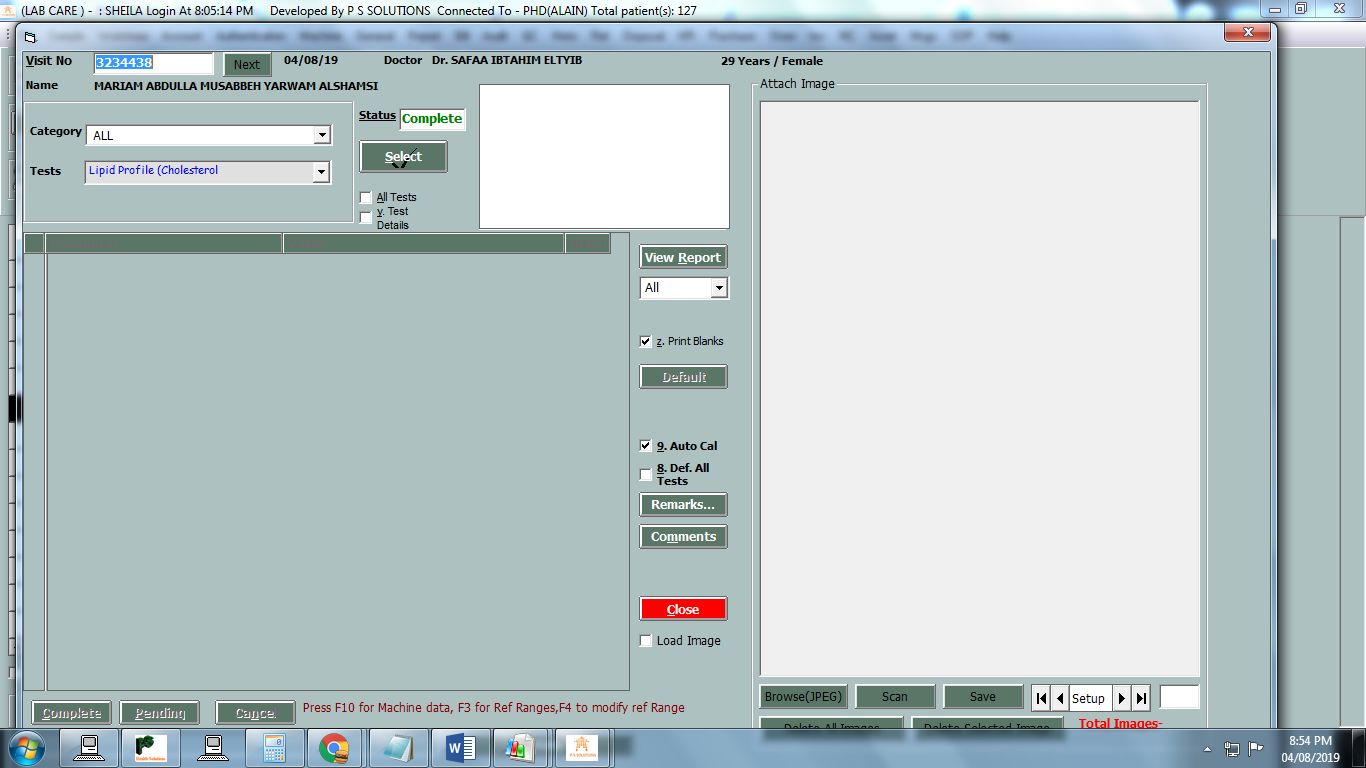 (LAB CARE ) - : SHEILA Login At 8:05:14 PM Developed By P S SOLUTIONS Connected To - PHD(ALAIN) Total patient(s): 127
Visit No 3234438 Next 04/08/19 Doctor Dr. SAFAA IBTAHIM ELTYIB 29 Years / Female
Name MARIAM ABDULLA MUSABBEH YARWAM ALSHAMSI
Attach Image
Status Complete
Category ALL
Select
Tests Lipid Profile (Cholesterol
All Tests
y. Test
Details
View Report
All
z. Print Blanks
Default
9. Auto Cal
8. Def. All
Tests
Remarks...
Comments
Close
Load Image
Browse(JPEG) Scan Save Setup
Complete Pending Cance. Press F10 for Machine data, F3 for Ref Ranges,F4 to modify ref Range
Delete All Images Delete Selected Image Total Images-
Health Solutions
P S SOLUTIONS
8:54 PM
04/08/2019